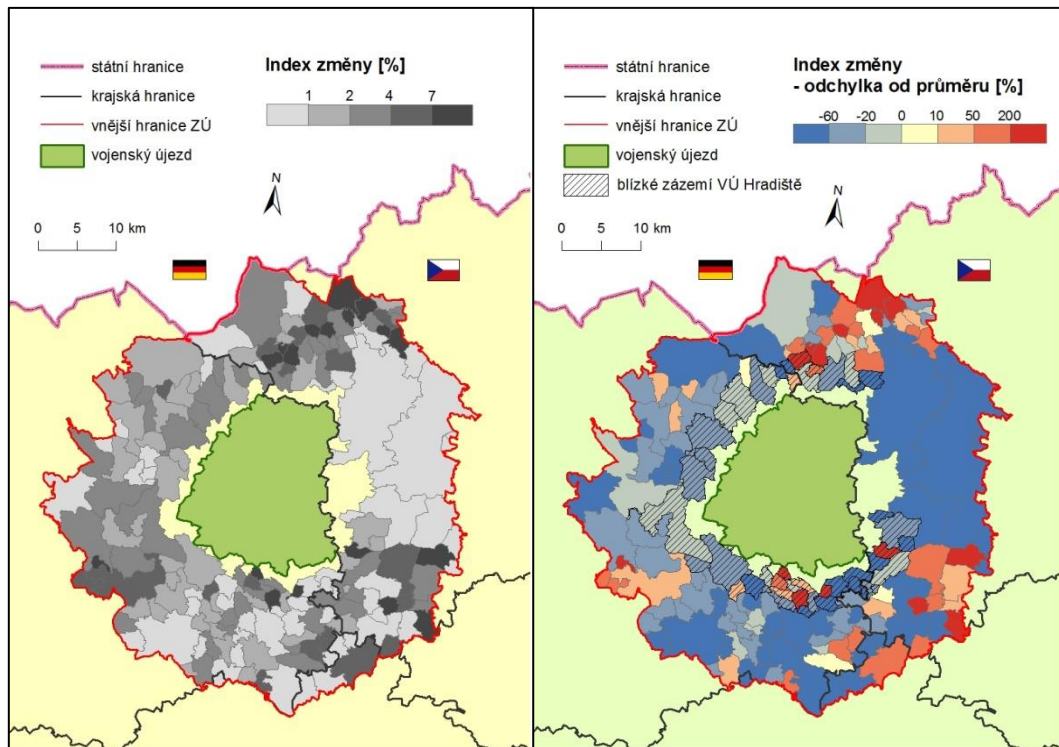 státní hranice
krajská hranice
vnější hranice ZÚ
vojenský újezd
Index změny [%]
1 2 4 7
N
0 5 10 km
státní hranice
krajská hranice
vnější hranice ZÚ
vojenský újezd
blízké zázemí VÚ Hradiště
Index změny
- odchylka od průměru [%]
-60 -20 0 10 50 200
N
0 5 10 km